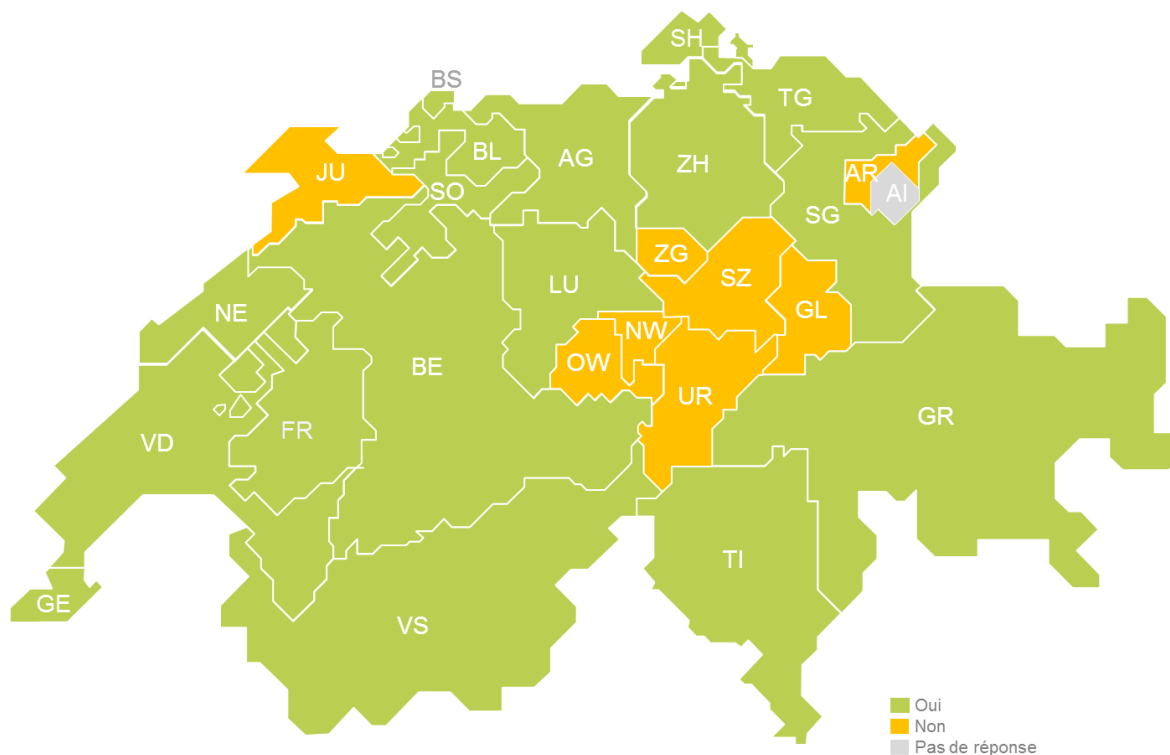 SH
BS
TG
BL
AG
ZH
JU
AR
SO
AI
SG
ZG
SZ
LU
NE
GL
NW
OW
BE
UR
GR
FR
VD
TI
GE
VS
Oui
Non
Pas de réponse